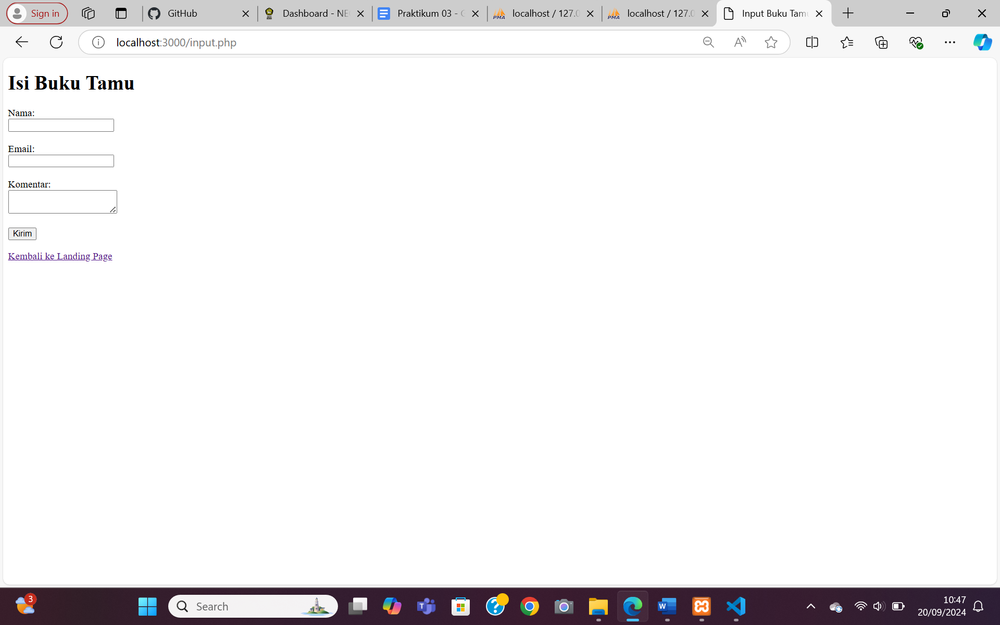 Sign in
GitHub
Dashboard - NE
Praktikum 03 - G
localhost / 127.0
localhost / 127.0
Input Buku Tamu
localhost:3000/input.php
Isi Buku Tamu
Nama:
Email:
Komentar:
Kirim
Kembali ke Landing Page
3
Search
10:47
20/09/2024